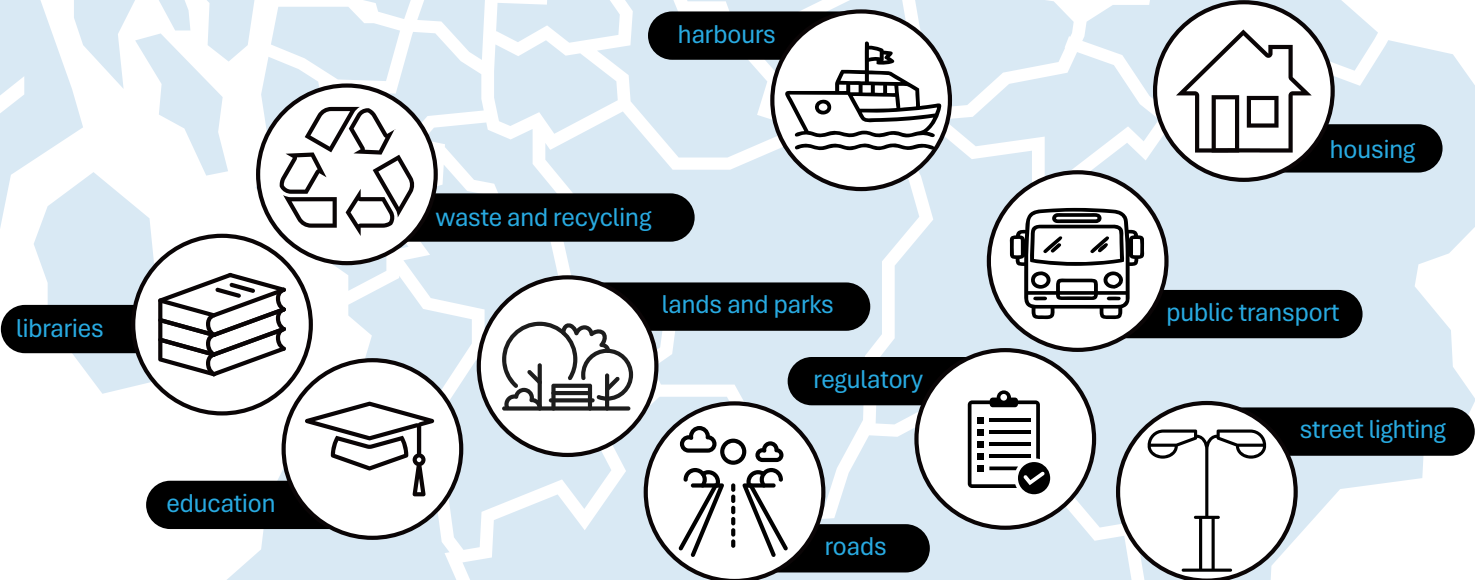 harbours
housing
waste and recycling
lands and parks
public transport
libraries
regulatory
street lighting
education
roads